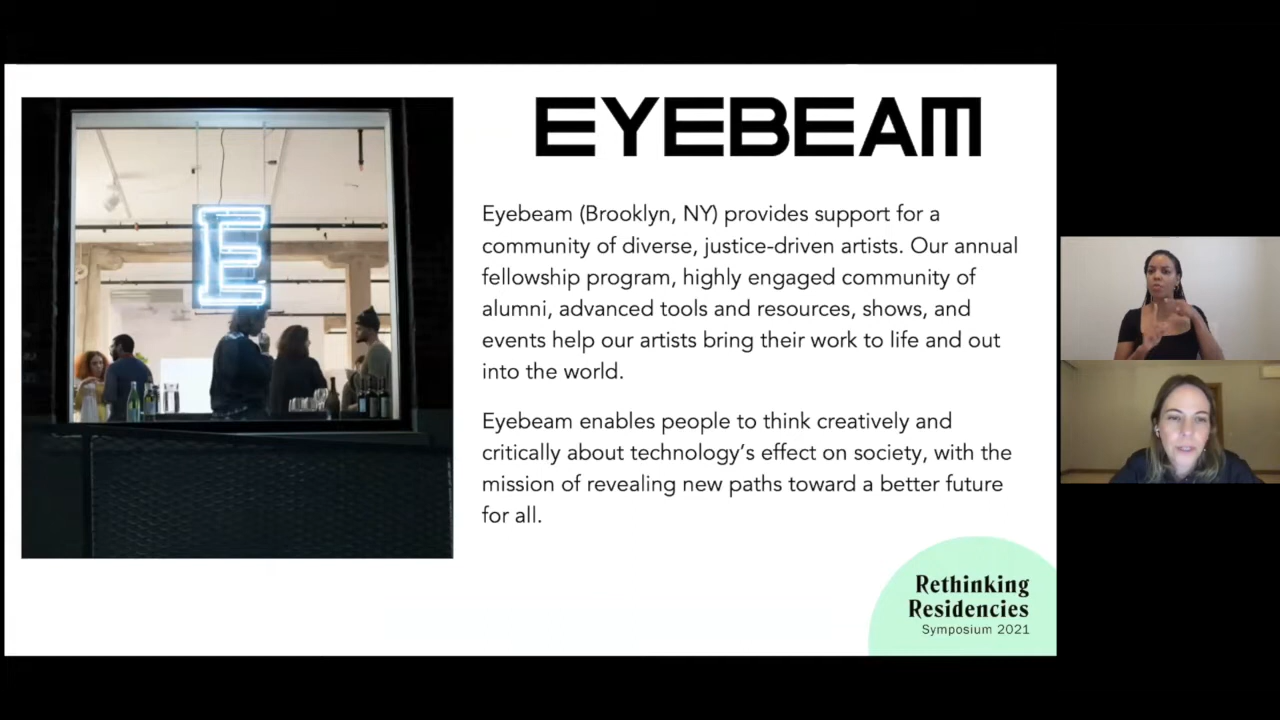 EYEBEAM
Eyebeam (Brooklyn, NY) provides support for a
community of diverse, justice-driven artists. Our annual
fellowship program, highly engaged community of
alumni, advanced tools and resources, shows, and
events help our artists bring their work to life and out
into the world.
Eyebeam enables people to think creatively and
critically about technology’s effect on society, with the
mission of revealing new paths toward a better future
for all.
E
Rethinking
Residencies
Symposium 2021